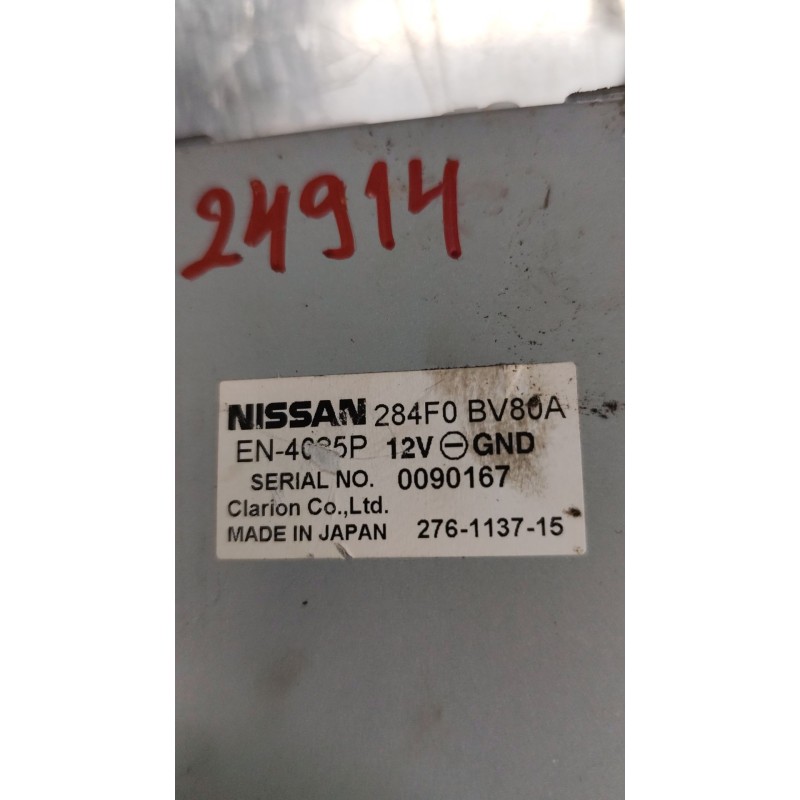 24914
NISSAN 284F0 BV80A
12V ⊖ GND
SERIAL NO. 0090167
Clarion Co.,Ltd.
MADE IN JAPAN 276-1137-15